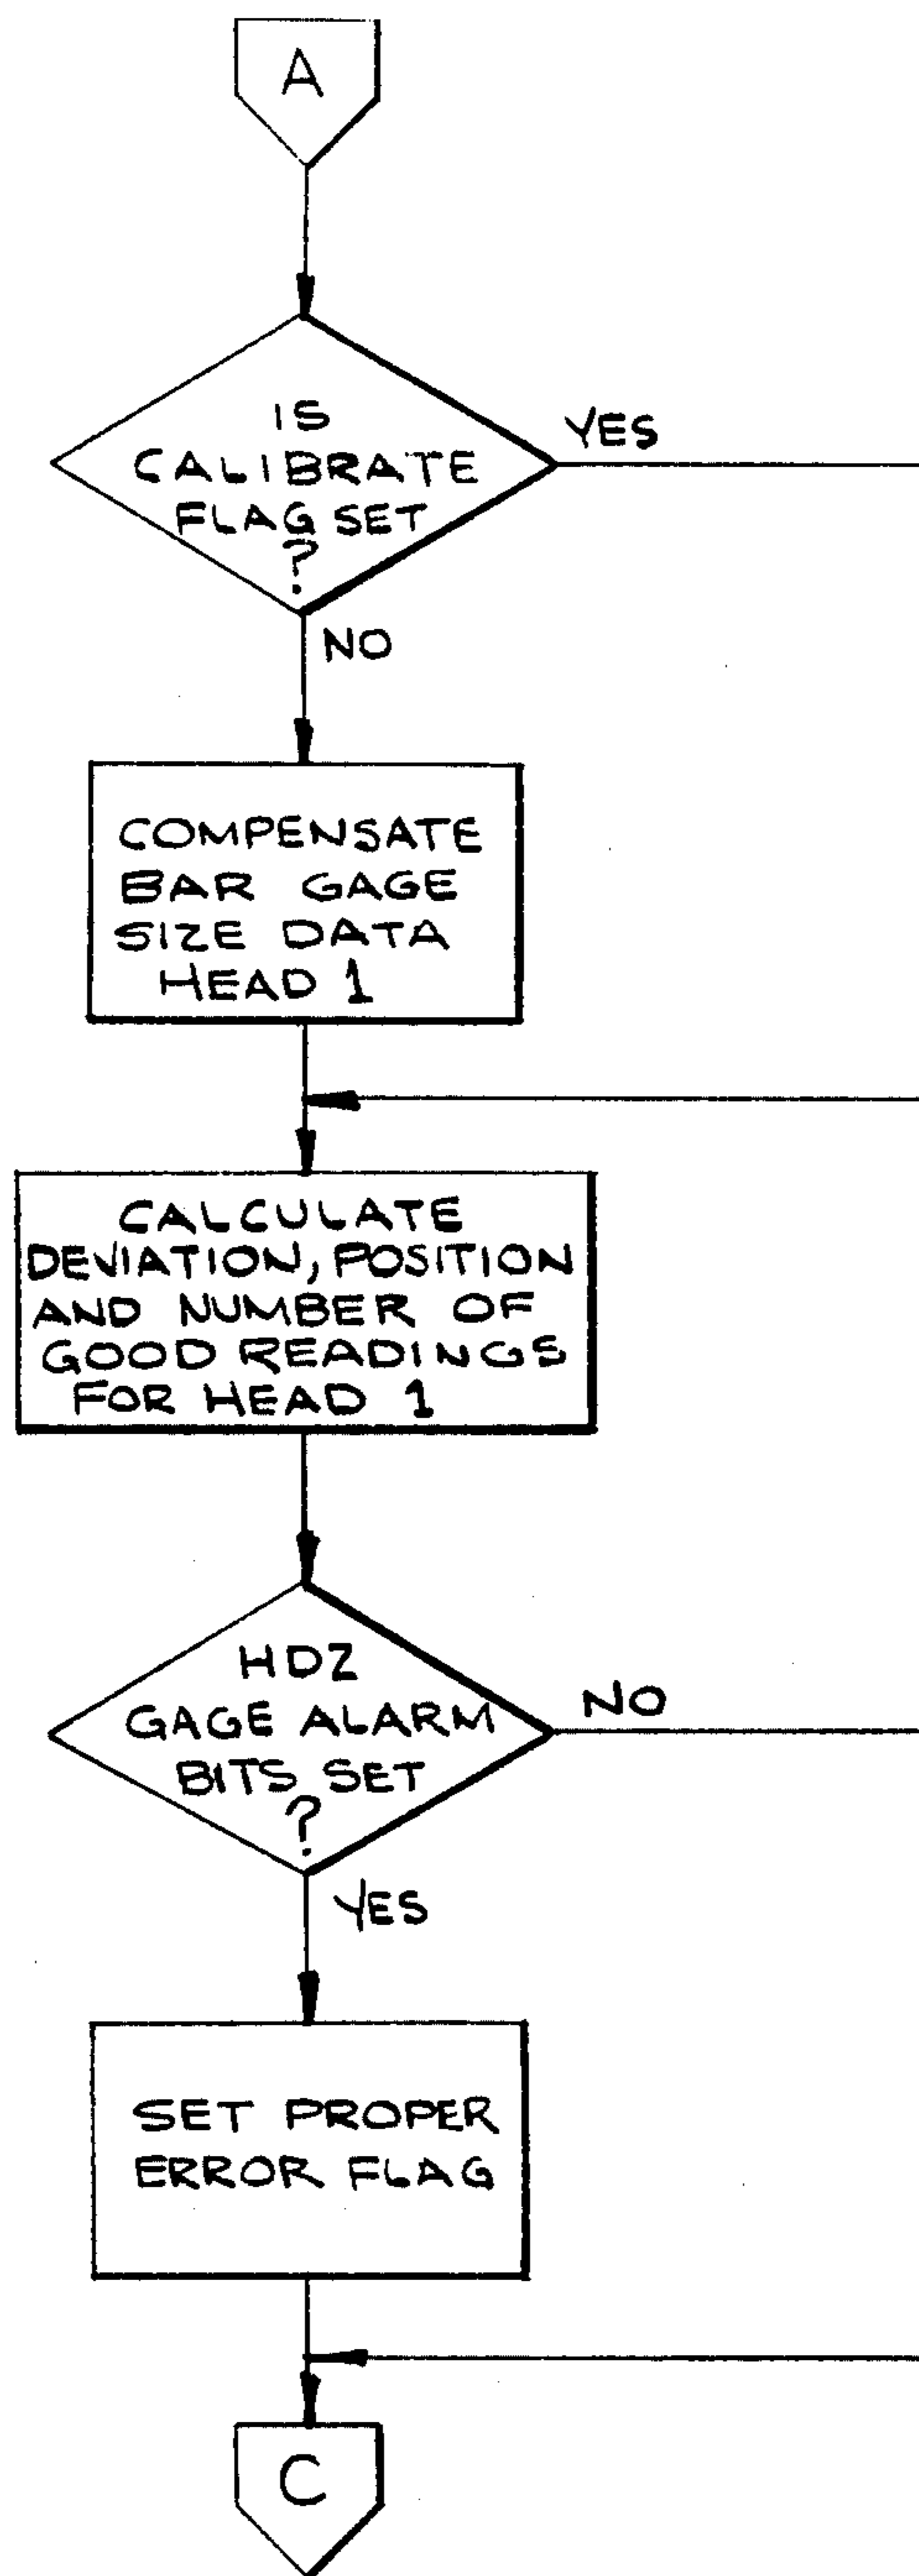 A
IS
CALIBRATE
FLAG SET
?
YES
NO
COMPENSATE
BAR GAGE
SIZE DATA
HEAD 1
CALCULATE
DEVIATION, POSITION
AND NUMBER OF
GOOD READINGS
FOR HEAD 1
HD2
GAGE ALARM
BITS SET
?
NO
YES
SET PROPER
ERROR FLAG
C